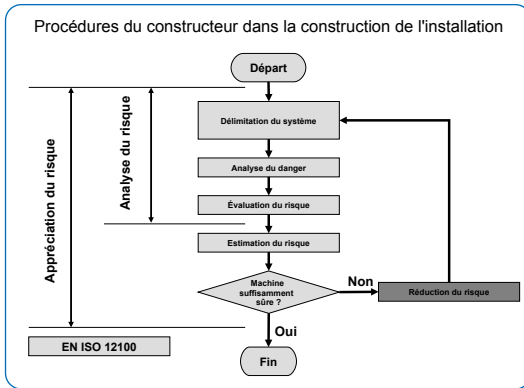 Procédures du constructeur dans la construction de l'installation
Départ
Délimitation du système
Analyse du danger
Évaluation du risque
Estimation du risque
Machine
suffisamment
sûre ?
Non
Réduction du risque
Oui
Fin
Appréciation du risque
Analyse du risque
EN ISO 12100